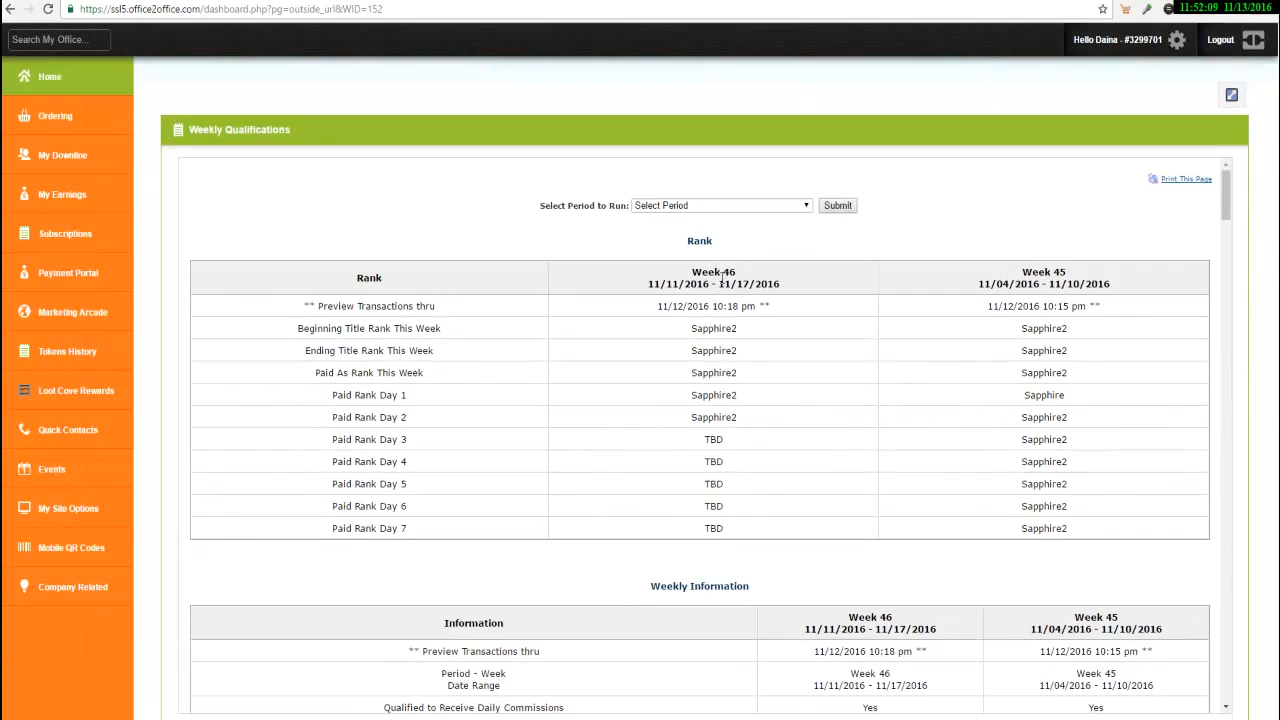 https://ssl5.office2office.com/dashboard.php?pg=outside_url&WID=152
11:52:09 11/13/2016
Search My Office...
Hello Daina - #3299701
Logout
Home
Ordering
My Downline
My Earnings
Subscriptions
Payment Portal
Marketing Arcade
Tokens History
Loot Cove Rewards
Quick Contacts
Events
My Site Options
Mobile QR Codes
Company Related
Weekly Qualifications
Print This Page
Select Period to Run: Select Period Submit
Rank
Rank Week 46 Week 45
11/11/2016 - 11/17/2016 11/04/2016 - 11/10/2016
** Preview Transactions thru 11/12/2016 10:18 pm ** 11/12/2016 10:15 pm **
Beginning Title Rank This Week Sapphire2 Sapphire2
Ending Title Rank This Week Sapphire2 Sapphire2
Paid As Rank This Week Sapphire2 Sapphire2
Paid Rank Day 1 Sapphire2 Sapphire
Paid Rank Day 2 Sapphire2 Sapphire2
Paid Rank Day 3 TBD Sapphire2
Paid Rank Day 4 TBD Sapphire2
Paid Rank Day 5 TBD Sapphire2
Paid Rank Day 6 TBD Sapphire2
Paid Rank Day 7 TBD Sapphire2
Weekly Information
Information Week 46 Week 45
11/11/2016 - 11/17/2016 11/04/2016 - 11/10/2016
** Preview Transactions thru 11/12/2016 10:18 pm ** 11/12/2016 10:15 pm **
Period - Week Week 46 Week 45
Date Range 11/11/2016 - 11/17/2016 11/04/2016 - 11/10/2016
Qualified to Receive Daily Commissions Yes Yes